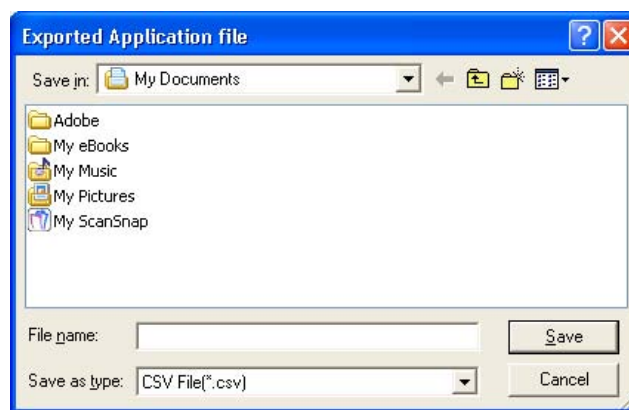 Exported Application file
Save in: My Documents
Adobe
My eBooks
My Music
My Pictures
My ScanSnap
File name:
Save
Save as type: CSV File(*.csv)
Cancel